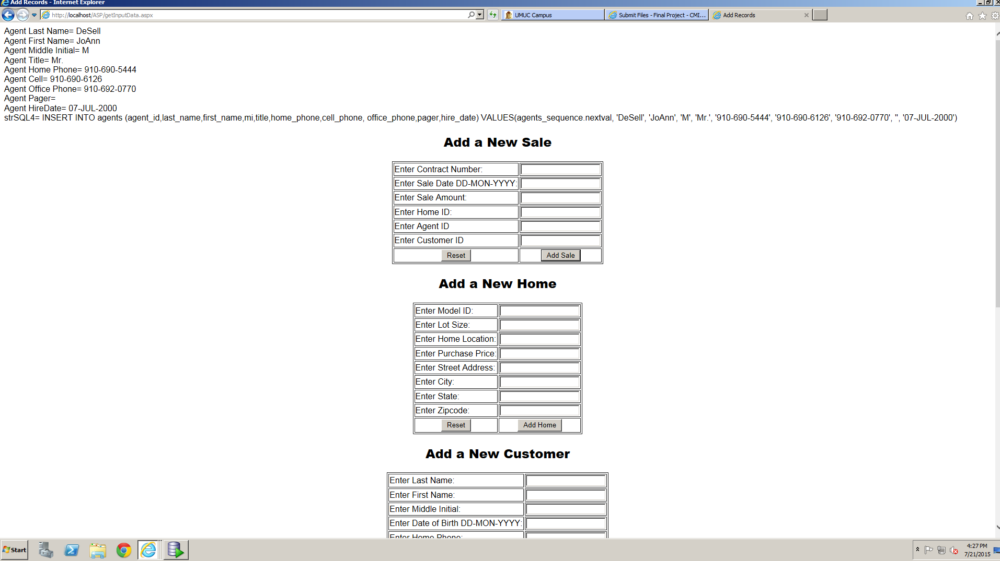 Add Records - Internet Explorer
http://localhost/ASP/getInputData.aspx
UMUC Campus
Submit Files - Final Project - CMI...
Add Records
Agent Last Name= DeSell
Agent First Name= JoAnn
Agent Middle Initial= M
Agent Title= Mr.
Agent Home Phone= 910-690-5444
Agent Cell= 910-690-6126
Agent Office Phone= 910-692-0770
Agent Pager=
Agent HireDate= 07-JUL-2000
strSQL4= INSERT INTO agents (agent_id,last_name,first_name,mi,title,home_phone,cell_phone, office_phone,pager,hire_date) VALUES(agents_sequence.nextval, 'DeSell', 'JoAnn', 'M', 'Mr.', '910-690-5444', '910-690-6126', '910-692-0770', '', '07-JUL-2000')
Add a New Sale
Enter Contract Number:
Enter Sale Date DD-MON-YYYY:
Enter Sale Amount:
Enter Home ID:
Enter Agent ID
Enter Customer ID
Reset Add Sale
Add a New Home
Enter Model ID:
Enter Lot Size:
Enter Home Location:
Enter Purchase Price:
Enter Street Address:
Enter City:
Enter State:
Enter Zipcode:
Reset Add Home
Add a New Customer
Enter Last Name:
Enter First Name:
Enter Middle Initial:
Enter Date of Birth DD-MON-YYYY:
Enter Home Phone:
Start
4:27 PM
7/21/2015